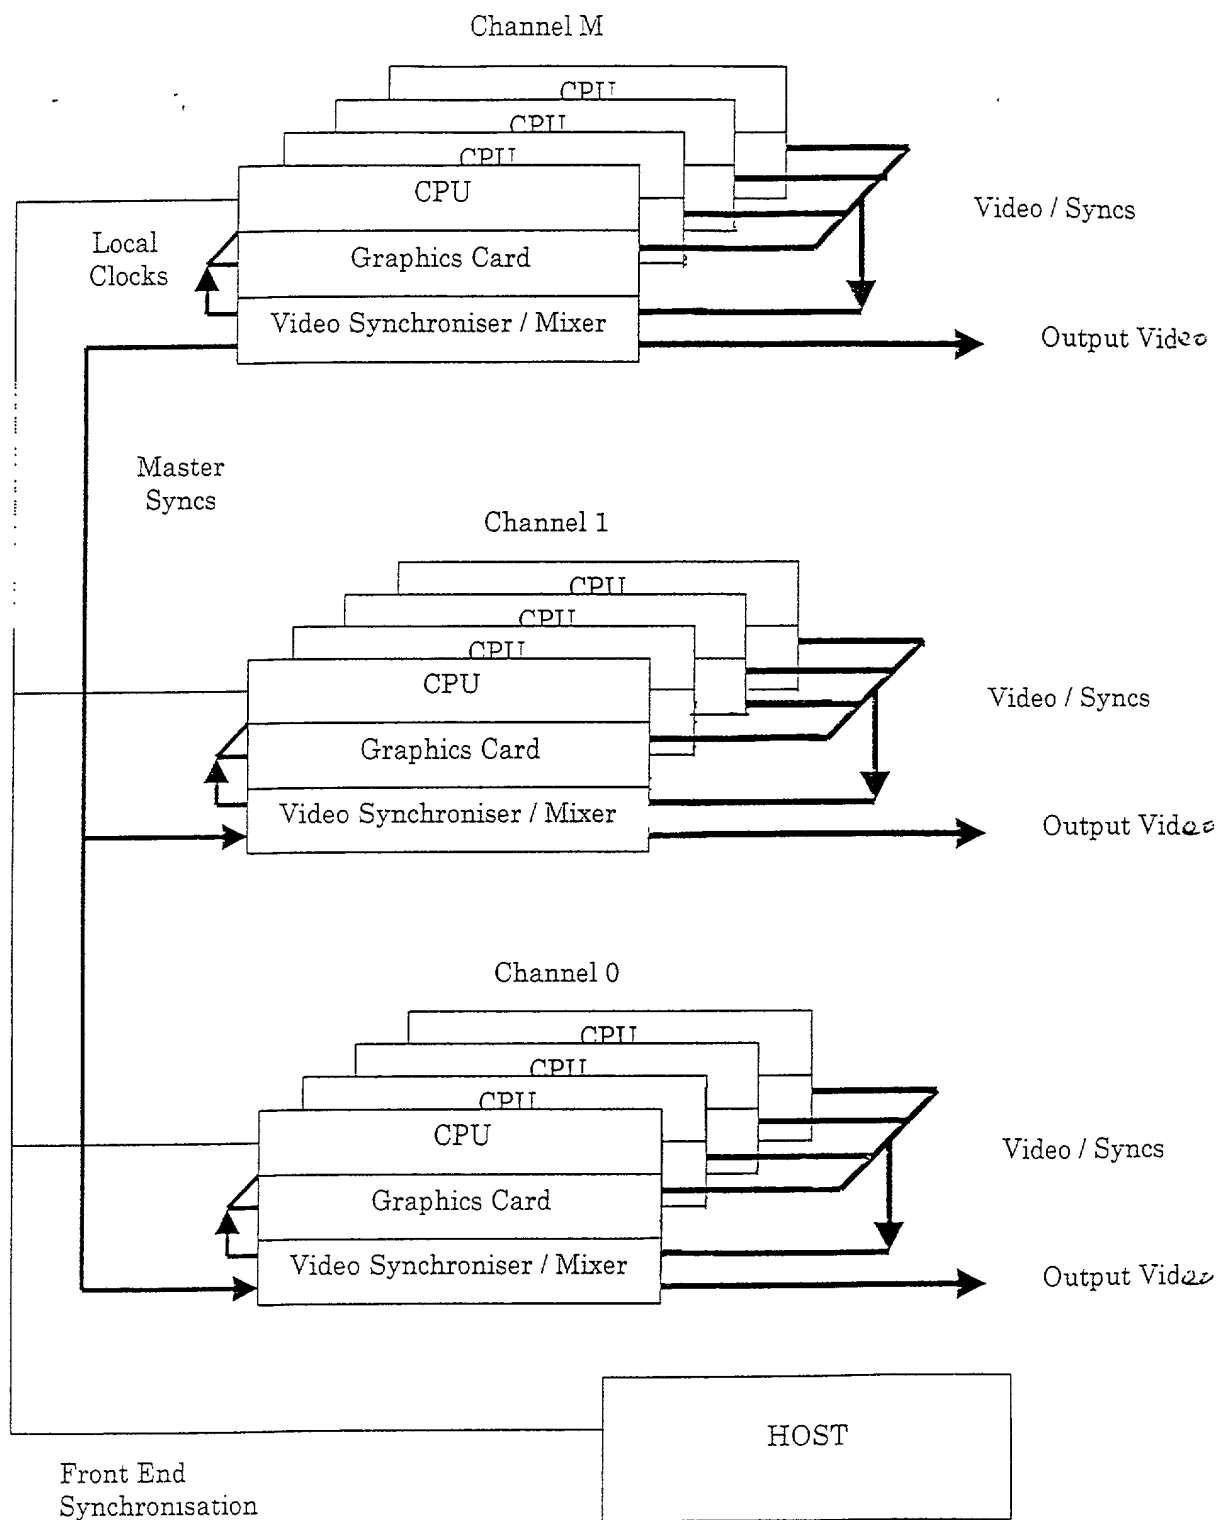 Channel M
CPU
CPU
CPU
CPU
Video / Syncs
Local
Clocks
Graphics Card
Video Synchroniser / Mixer
Output Video
Master
Syncs
Channel 1
CPU
CPU
CPU
CPU
Video / Syncs
Graphics Card
Video Synchroniser / Mixer
Output Video
Channel 0
CPU
CPU
CPU
CPU
Video / Syncs
Graphics Card
Video Synchroniser / Mixer
Output Video
HOST
Front End
Synchronisation